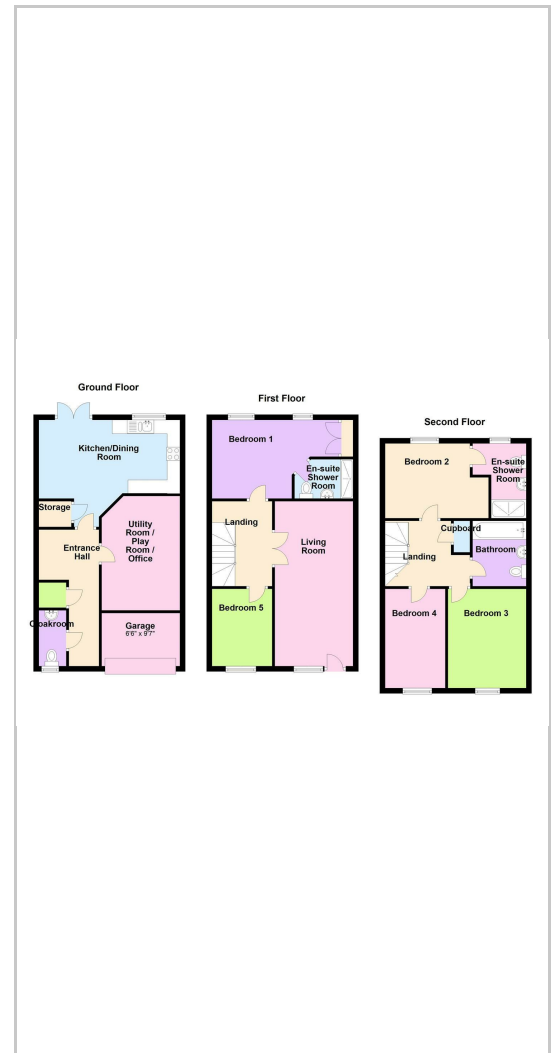 Ground Floor
Kitchen/Dining
Room
Storage
Utility
Room /
Play
Room /
Office
Entrance
Hall
Cloakroom
Garage
6'6" x 9'7"
First Floor
Bedroom 1
En-suite
Shower
Room
Landing
Living
Room
Bedroom 5
Second Floor
Bedroom 2
En-suite
Shower
Room
Cupboard
Landing
Bathroom
Bedroom 4
Bedroom 3